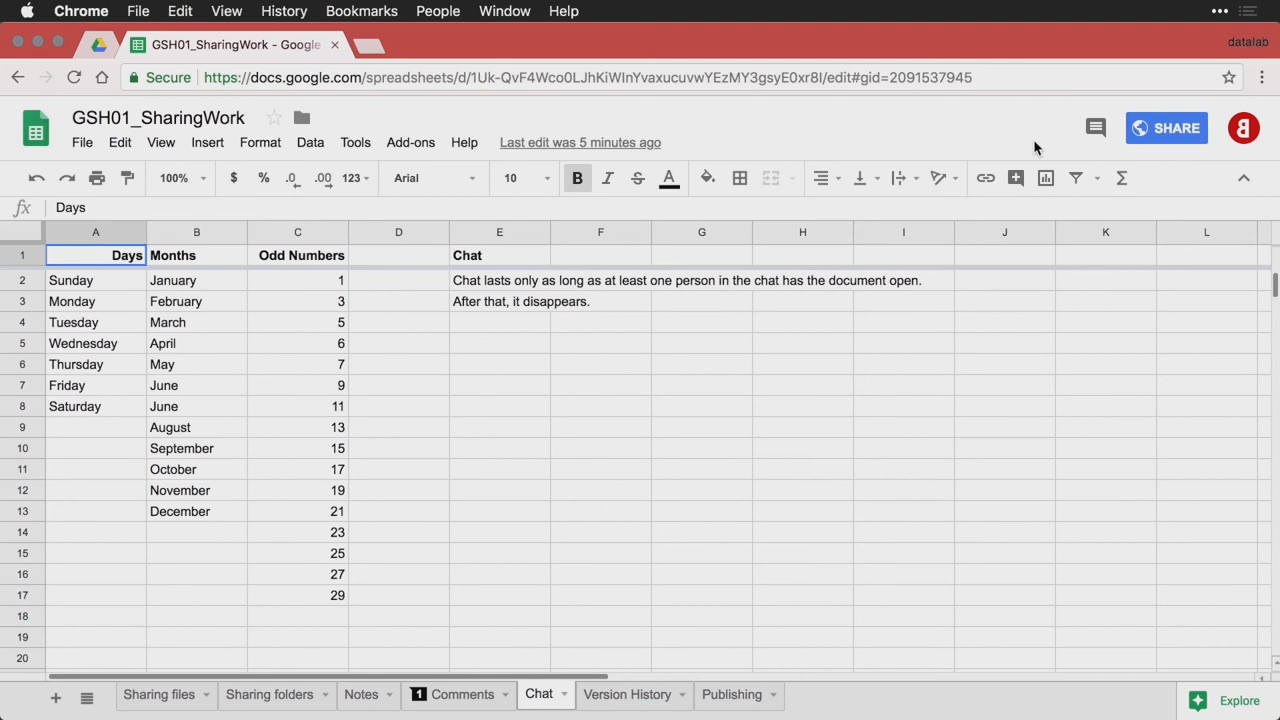 Chrome File Edit View History Bookmarks People Window Help
GSH01_SharingWork - Google
datalab
Secure https://docs.google.com/spreadsheets/d/1Uk-QvF4Wco0LJhKiWInYvaxucuvwYEzMY3gsyE0xr8I/edit#gid=2091537945
GSH01_SharingWork
SHARE
File Edit View Insert Format Data Tools Add-ons Help Last edit was 5 minutes ago
100% $ % .0 .00 123 Arial 10 B I S A Σ
fx Days
A B C D E F G H I J K L
1 Days Months Odd Numbers Chat
2 Sunday January 1 Chat lasts only as long as at least one person in the chat has the document open.
3 Monday February 3 After that, it disappears.
4 Tuesday March 5
5 Wednesday April 6
6 Thursday May 7
7 Friday June 9
8 Saturday June 11
9 August 13
10 September 15
11 October 17
12 November 19
13 December 21
14 23
15 25
16 27
17 29
18
19
20
Sharing files Sharing folders Notes 1 Comments Chat Version History Publishing
Explore